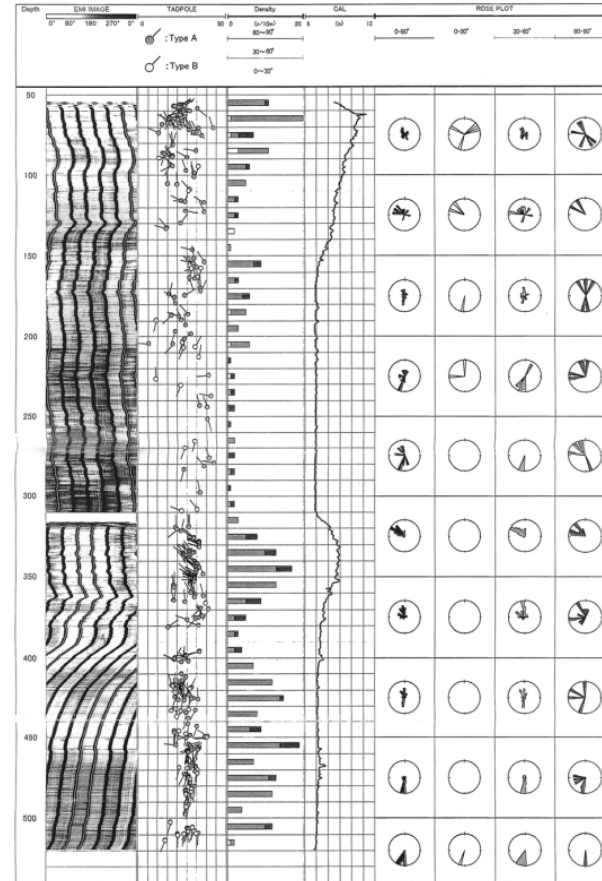 Depth EMI IMAGE TADPOLE Density CAL ROSE PLOT
0° 90° 180° 270° 0° 0 90 0 (n/10m) 20 6 (in) 12 0-90° 0-30° 30-60° 60-90°
: Type A 60~90°
: Type B 30~60°
0~30°
50
100
150
200
250
300
350
400
450
500